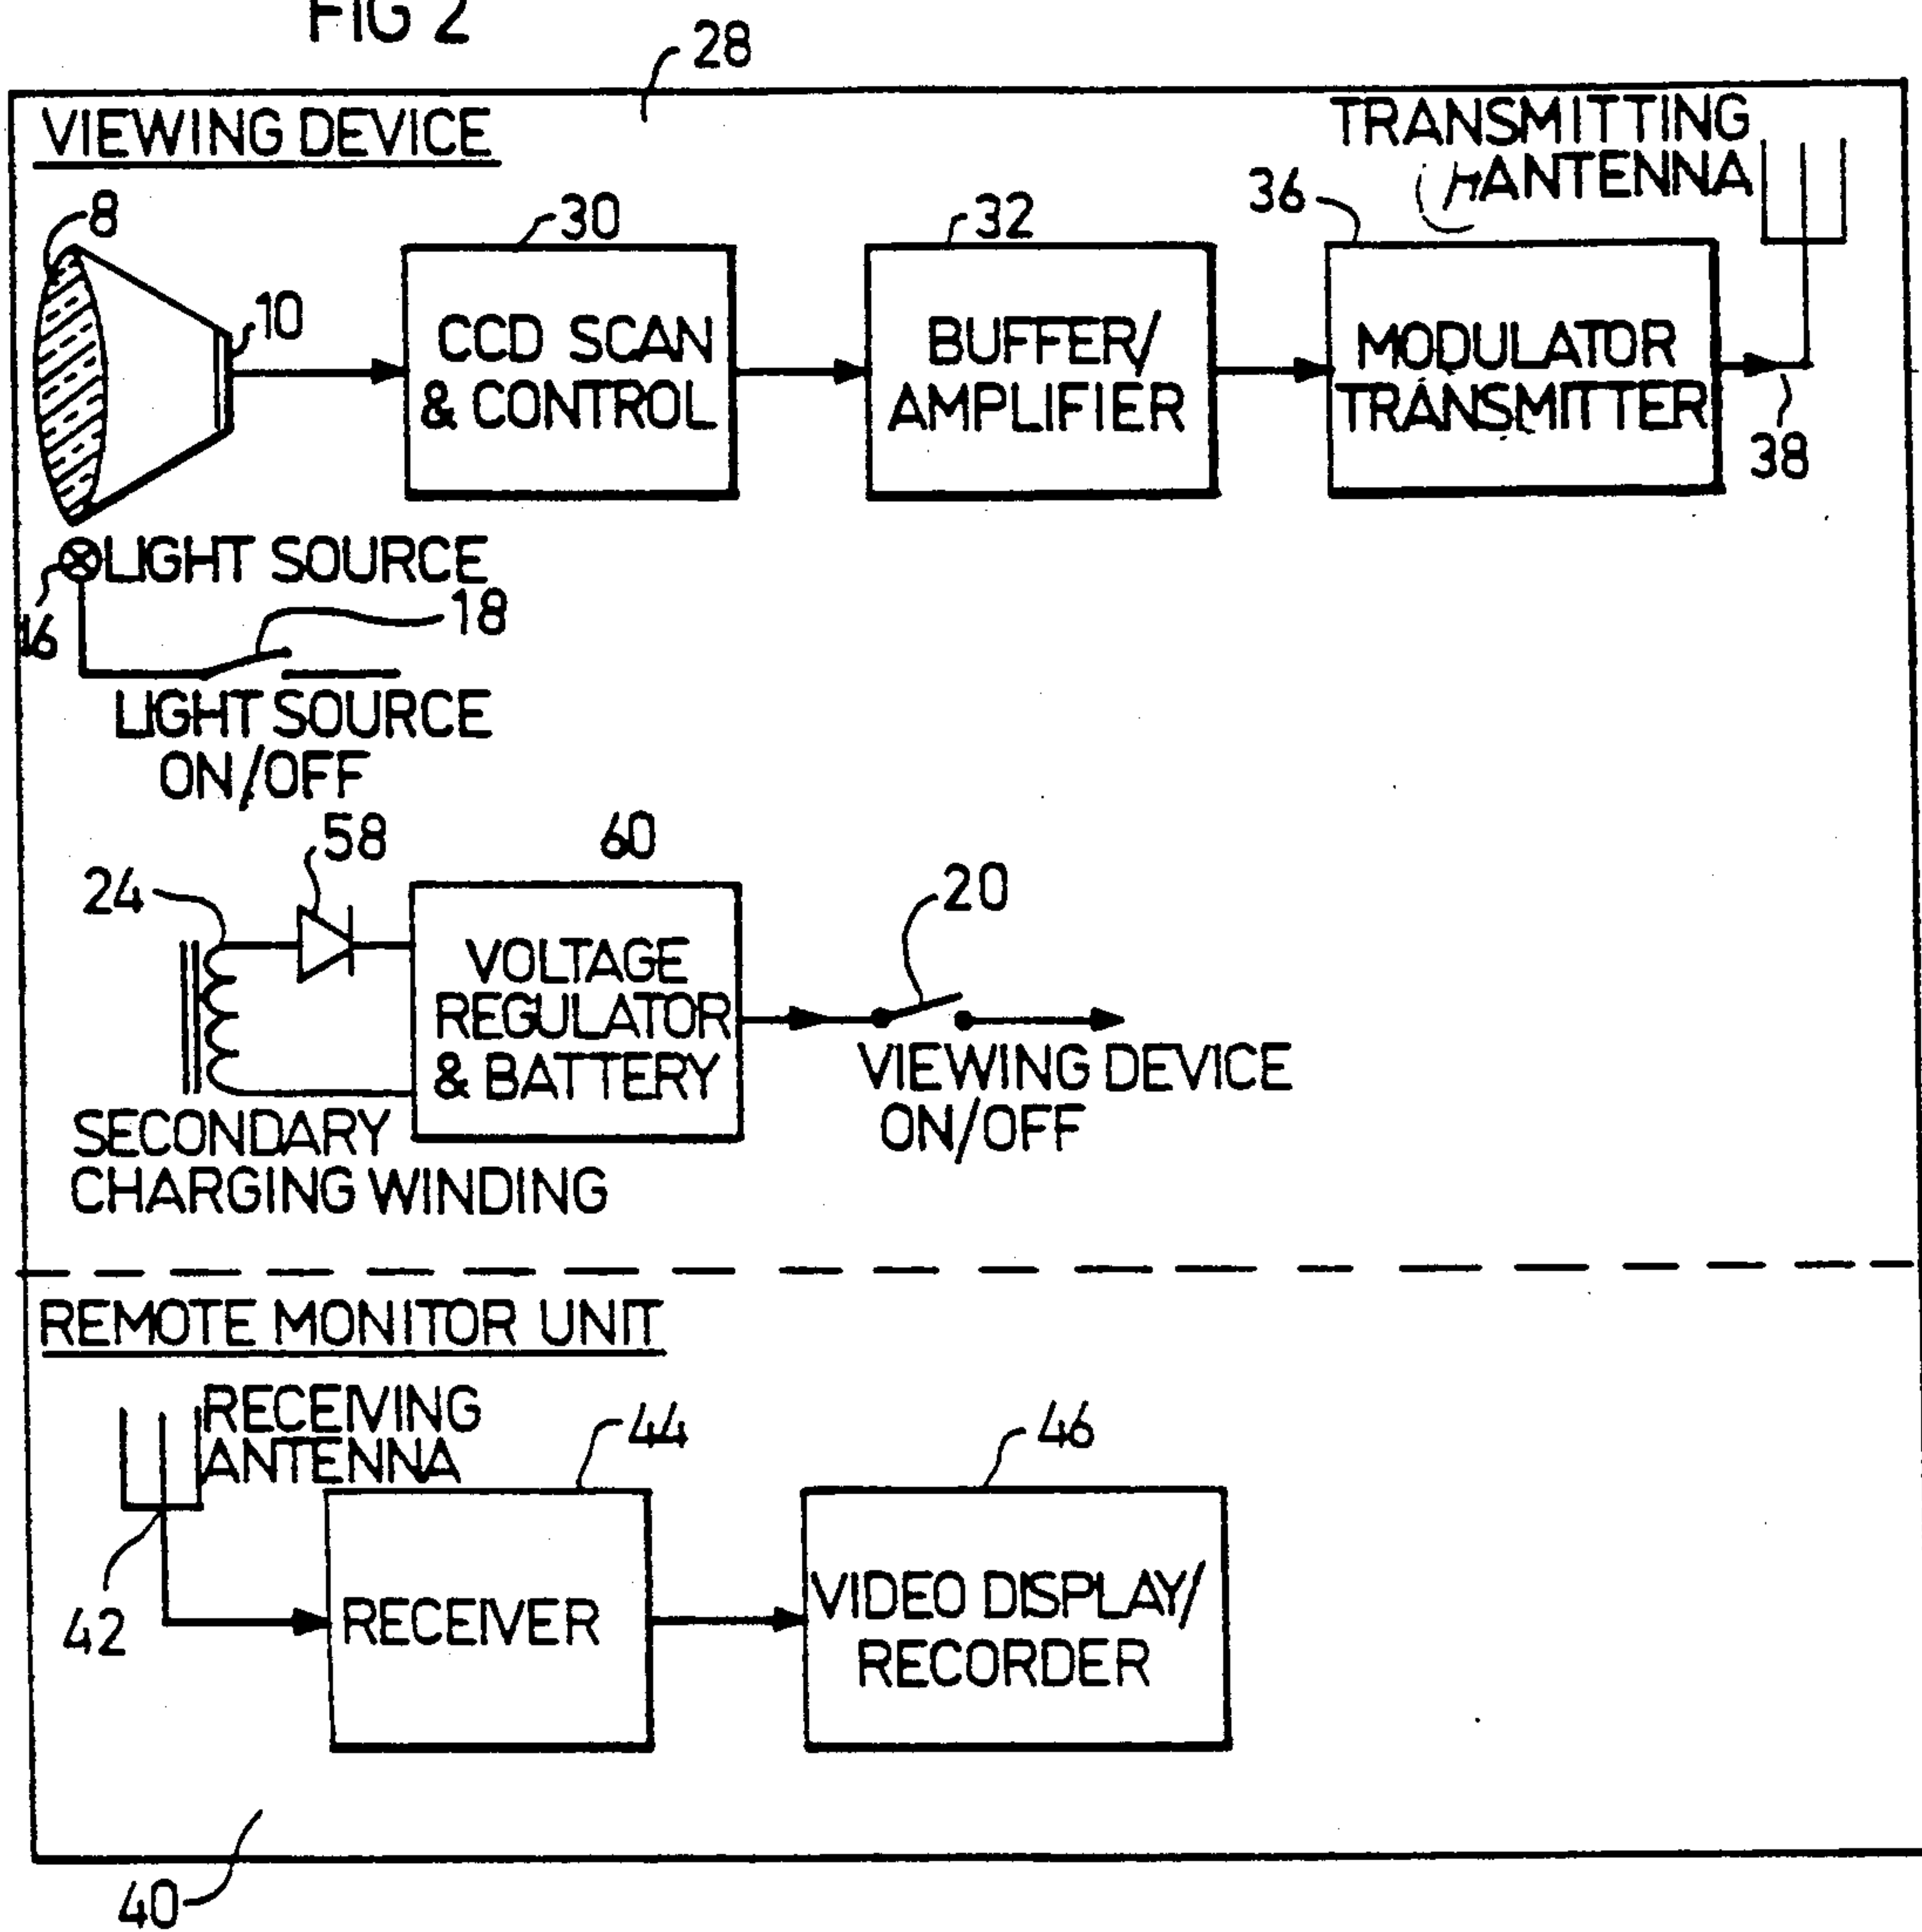 FIG 2
28
VIEWING DEVICE
TRANSMITTING
ANTENNA
8
30
32
36
10
CCD SCAN
& CONTROL
BUFFER/
AMPLIFIER
MODULATOR
TRANSMITTER
38
LIGHT SOURCE
16
18
LIGHT SOURCE
ON/OFF
58
60
24
20
VOLTAGE
REGULATOR
& BATTERY
VIEWING DEVICE
ON/OFF
SECONDARY
CHARGING WINDING
REMOTE MONITOR UNIT
RECEIVING
ANTENNA
44
46
42
RECEIVER
VIDEO DISPLAY/
RECORDER
40